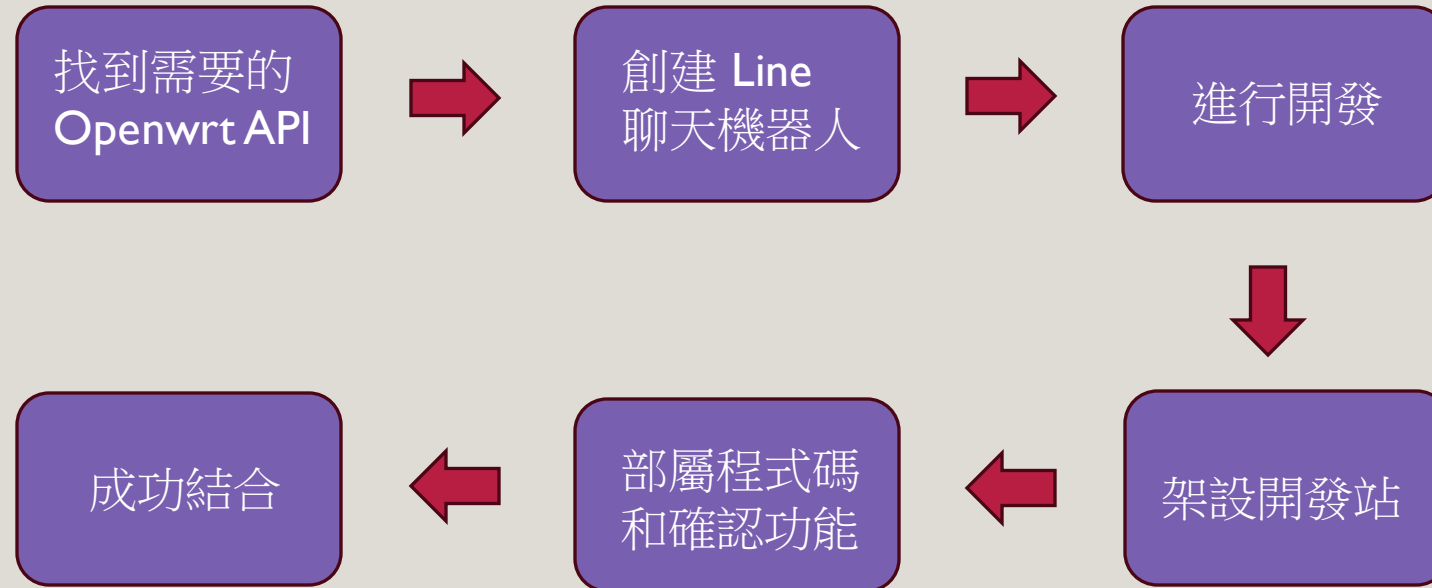 找到需要的
Openwrt API
創建 Line
聊天機器人
進行開發
架設開發站
部屬程式碼
和確認功能
成功結合